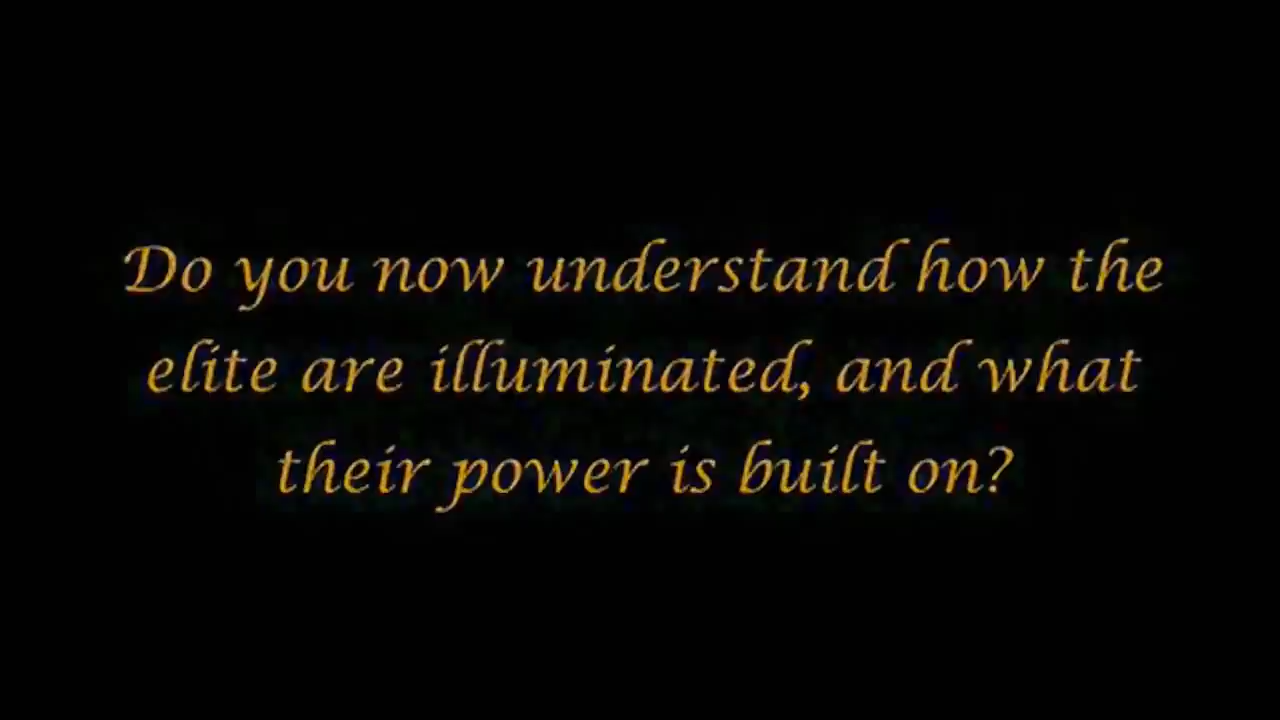 Do you now understand how the
elite are illuminated, and what
their power is built on?